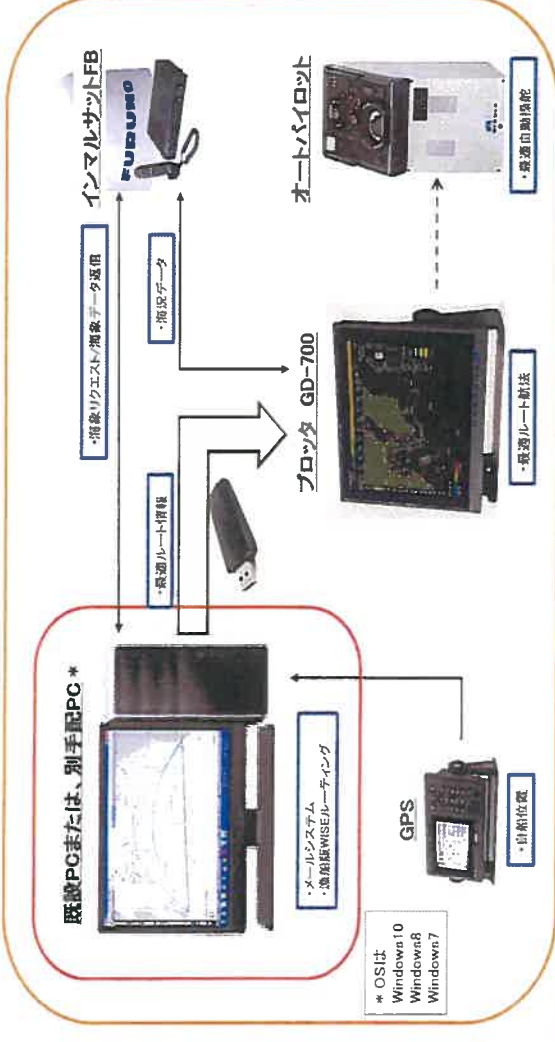 既設PCまたは、別手配PC *
・メールシステム
・漁船版WISEルーティング
* OSは
Windows10
Windows8
Window7
GPS
・自船位置
・海象リクエスト/海象データ返信
・最適ルート情報
・海況データ
インマルサットFB
FURUNO
プロッタ GD-700
・最適ルート航法
オートパイロット
・最適自動操舵